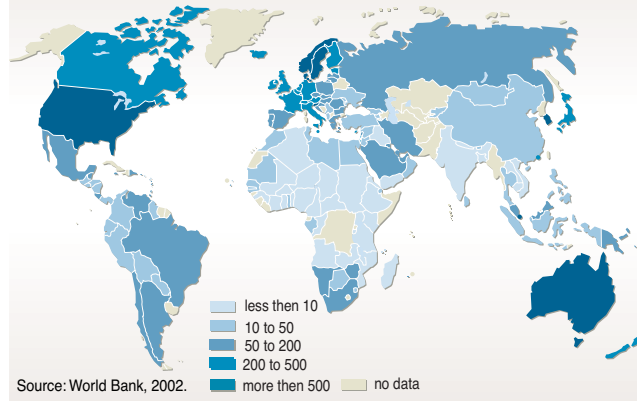 less then 10
10 to 50
50 to 200
200 to 500
more then 500
no data
Source: World Bank, 2002.